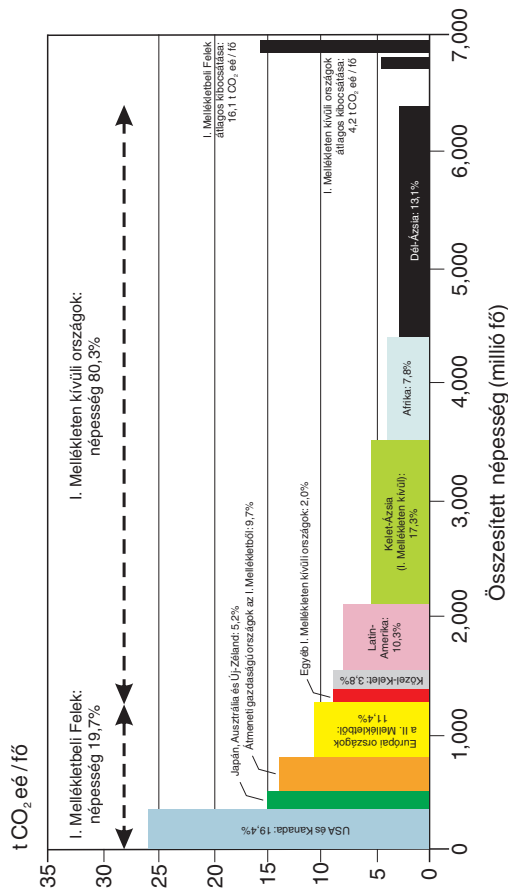 t CO₂ eé / fő
35
30
25
20
15
10
5
0
I. Mellékletbeli Felek:
népesség 19,7%
I. Mellékleten kívüli országok:
népesség 80,3%
I. Mellékletbeli Felek
átlagos kibocsátása:
16,1 t CO₂ eé / fő
I. Mellékleten kívüli országok
átlagos kibocsátása:
4,2 t CO₂ eé / fő
USA és Kanada: 19,4%
Japán, Ausztrália és Új-Zéland: 5,2%
Átmeneti gazdaságú országok az I. Mellékletből: 9,7%
Európai országok
a II. Mellékletből:
11,4%
Egyéb I. Mellékleten kívüli országok: 2,0%
Közel-Kelet: 3,8%
Latin-
Amerika:
10,3%
Kelet-Ázsia
(I. Mellékleten kívül):
17,3%
Afrika: 7,8%
Dél-Ázsia: 13,1%
0
1,000
2,000
3,000
4,000
5,000
6,000
7,000
Összesített népesség (millió fő)